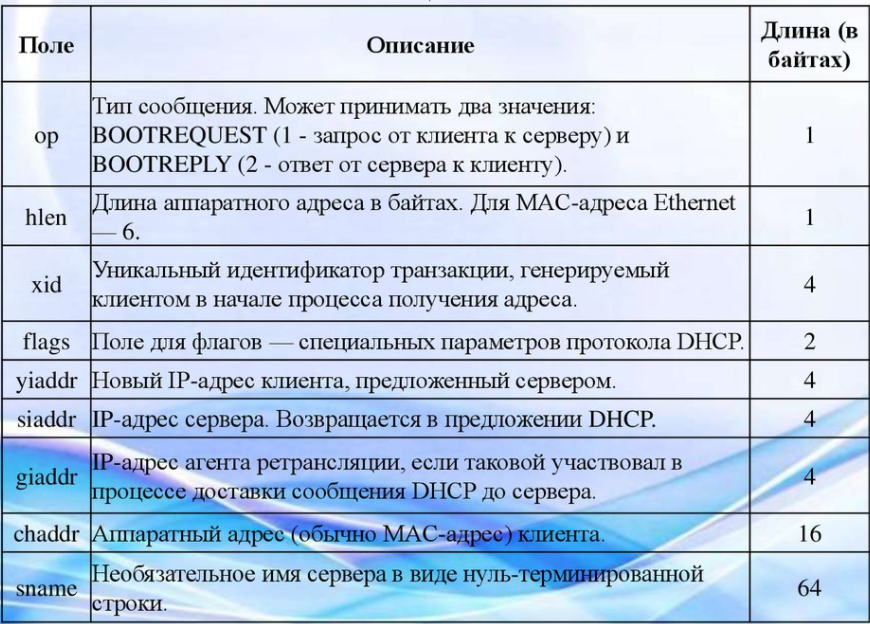 Поле Описание Длина (в
байтах)
op Тип сообщения. Может принимать два значения:
BOOTREQUEST (1 - запрос от клиента к серверу) и
BOOTREPLY (2 - ответ от сервера к клиенту). 1
hlen Длина аппаратного адреса в байтах. Для MAC-адреса Ethernet
— 6. 1
xid Уникальный идентификатор транзакции, генерируемый
клиентом в начале процесса получения адреса. 4
flags Поле для флагов — специальных параметров протокола DHCP. 2
yiaddr Новый IP-адрес клиента, предложенный сервером. 4
siaddr IP-адрес сервера. Возвращается в предложении DHCP. 4
giaddr IP-адрес агента ретрансляции, если таковой участвовал в
процессе доставки сообщения DHCP до сервера. 4
chaddr Аппаратный адрес (обычно MAC-адрес) клиента. 16
sname Необязательное имя сервера в виде нуль-терминированной
строки. 64